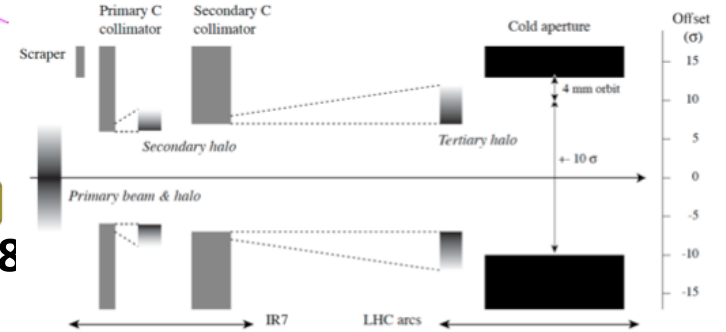 Primary C
collimator
Secondary C
collimator
Scraper
Cold aperture
Offset
(σ)
15
4 mm orbit
10
Secondary halo
Tertiary halo
5
+- 10 σ
0
Primary beam & halo
-5
8
-10
-15
IR7
LHC arcs